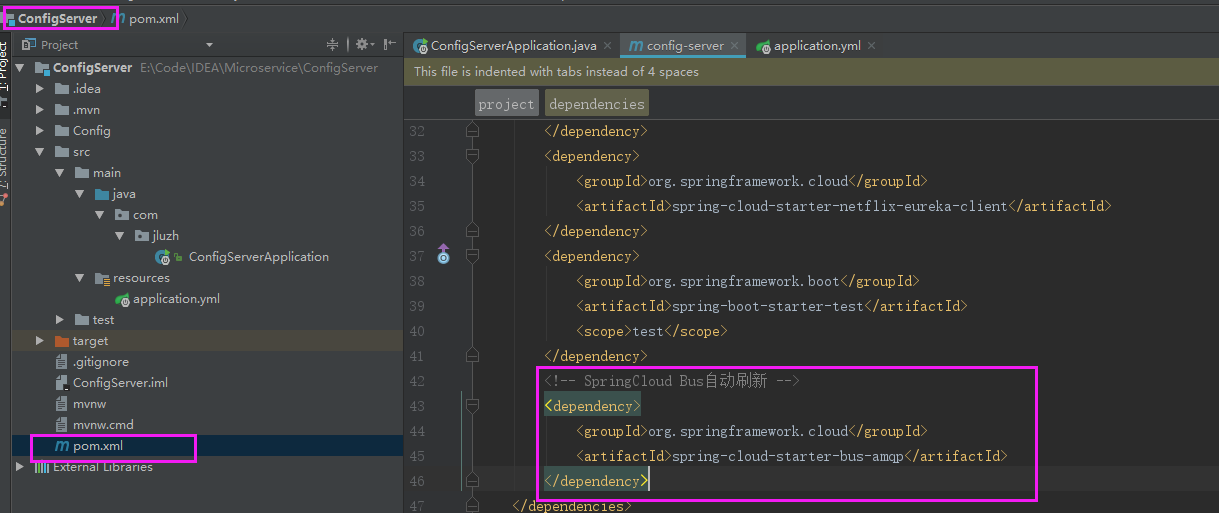 ConfigServer pom.xml
Project
ConfigServerApplication.java config-server application.yml
1: Project
ConfigServer E:\Code\IDEA\Microservice\ConfigServer
This file is indented with tabs instead of 4 spaces
.idea
.mvn
project dependencies
Config
32 </dependency>
src
33 <dependency>
main
34 <groupId>org.springframework.cloud</groupId>
java
35 <artifactId>spring-cloud-starter-netflix-eureka-client</artifactId>
com
36 </dependency>
jluzh
37 <dependency>
ConfigServerApplication
38 <groupId>org.springframework.boot</groupId>
resources
39 <artifactId>spring-boot-starter-test</artifactId>
application.yml
40 <scope>test</scope>
test
41 </dependency>
target
42 <!-- SpringCloud Bus自动刷新 -->
.gitignore
43 <dependency>
ConfigServer.iml
44 <groupId>org.springframework.cloud</groupId>
mvnw
45 <artifactId>spring-cloud-starter-bus-amqp</artifactId>
mvnw.cmd
46 </dependency>
pom.xml
47 </dependencies>
External Libraries
7: Structure